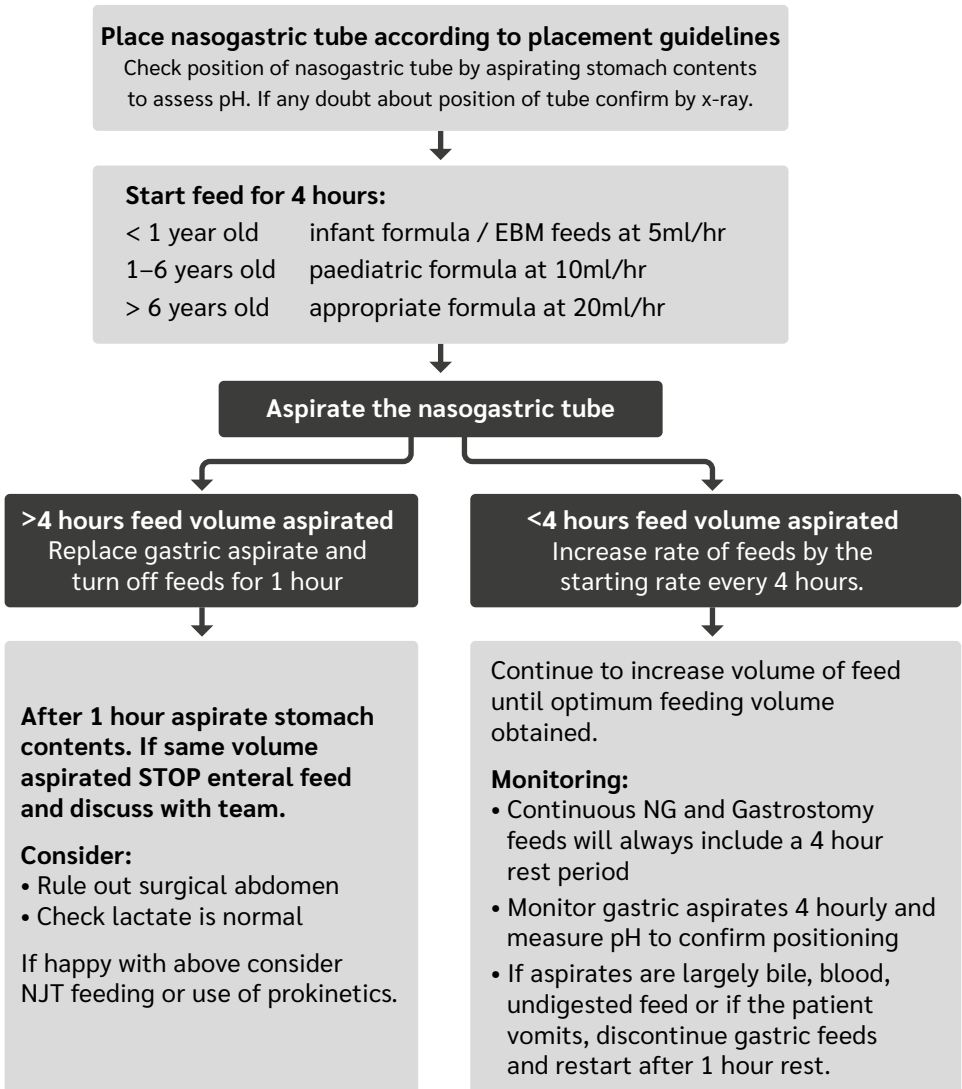 Place nasogastric tube according to placement guidelines
Check position of nasogastric tube by aspirating stomach contents
to assess pH. If any doubt about position of tube confirm by x-ray.
Start feed for 4 hours:
< 1 year old infant formula / EBM feeds at 5ml/hr
1–6 years old paediatric formula at 10ml/hr
> 6 years old appropriate formula at 20ml/hr
Aspirate the nasogastric tube
>4 hours feed volume aspirated
Replace gastric aspirate and
turn off feeds for 1 hour
After 1 hour aspirate stomach
contents. If same volume
aspirated STOP enteral feed
and discuss with team.
Consider:
• Rule out surgical abdomen
• Check lactate is normal
If happy with above consider
NJT feeding or use of prokinetics.
<4 hours feed volume aspirated
Increase rate of feeds by the
starting rate every 4 hours.
Continue to increase volume of feed
until optimum feeding volume
obtained.
Monitoring:
• Continuous NG and Gastrostomy
feeds will always include a 4 hour
rest period
• Monitor gastric aspirates 4 hourly and
measure pH to confirm positioning
• If aspirates are largely bile, blood,
undigested feed or if the patient
vomits, discontinue gastric feeds
and restart after 1 hour rest.